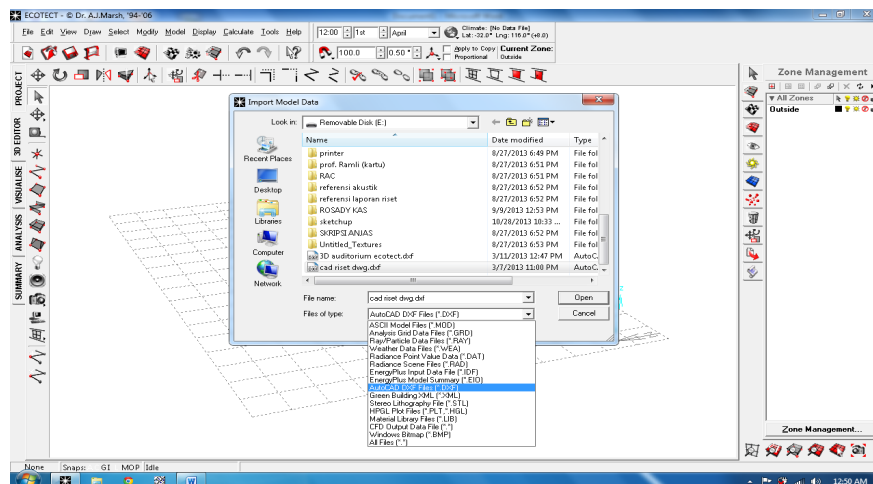 ECOTECT - © Dr. A.J.Marsh, '94-'06
File Edit View Draw Select Modify Model Display Calculate Tools Help
12:00 1st April
Climate: [No Data File]
Lat: -32.0° Lng: 116.0° (+8.0)
100.0 0.50°
Apply to Copy
Proportional
Current Zone:
Outside
PROJECT
3D EDITOR
VISUALISE
ANALYSIS
SUMMARY
Import Model Data
Look in: Removable Disk (E:)
Recent Places
Desktop
Libraries
Computer
Network
Name Date modified Type
printer 8/27/2013 6:49 PM File fol
prof. Ramli (kartu) 8/27/2013 6:51 PM File fol
RAC 8/27/2013 6:51 PM File fol
referensi akustik 8/27/2013 6:52 PM File fol
referensi laporan riset 8/27/2013 6:52 PM File fol
ROSADY KAS 9/9/2013 12:53 PM File fol
sketchup 10/28/2013 10:33 ... File fol
SKRIPSI ANJAS 8/27/2013 6:52 PM File fol
Untitled_Textures 8/27/2013 6:53 PM File fol
3D auditorium ecotect.dxf 3/11/2013 12:47 PM AutoC.
cad riset dwg.dxf 3/7/2013 11:00 PM AutoC.
File name: cad riset dwg.dxf Open
Files of type: AutoCAD DXF Files (*.DXF) Cancel
ASCII Model Files (*.MOD)
Analysis Grid Data Files (*.GRD)
Ray/Particle Data Files (*.RAY)
Weather Data Files (*.WEA)
Radiance Point Value Data (*.DAT)
Radiance Scene Files (*.RAD)
EnergyPlus Input Data File (*.IDF)
EnergyPlus Model Summary (*.EIO)
AutoCAD DXF Files (*.DXF)
Green Building XML (*.XML)
Stereo Lithography File (*.STL)
HPGL Plot Files (*.PLT,*.HGL)
Material Library Files (*.LIB)
CFD Output Data File (*.*)
Windows Bitmap (*.BMP)
All Files (*.*)
Zone Management
All Zones
Outside
Zone Management...
None Snaps: GI MOP Idle
12:50 AM